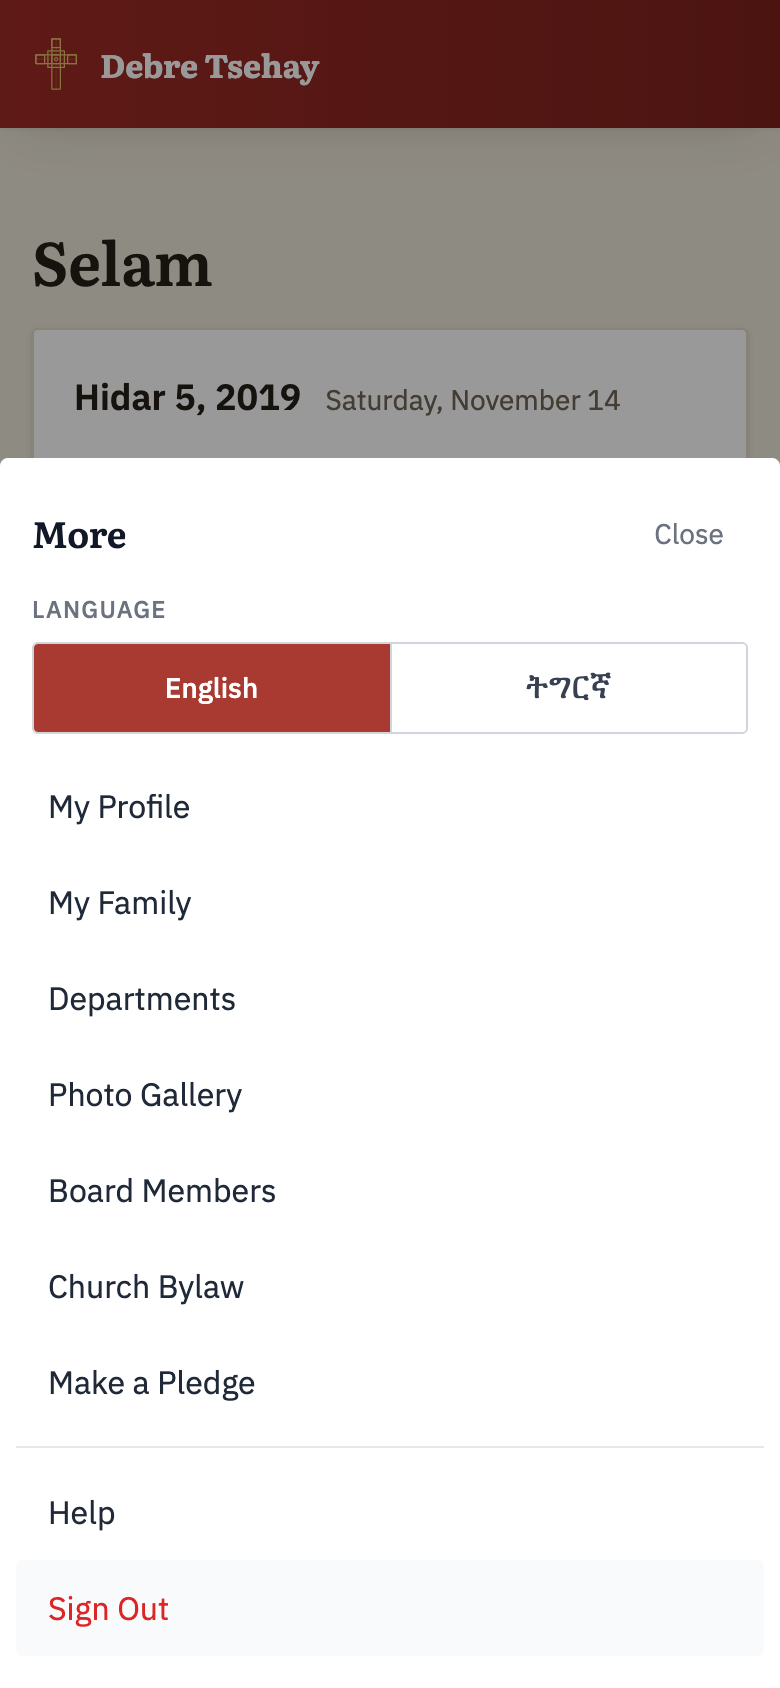 Debre Tsehay
Selam
Hidar 5, 2019 Saturday, November 14
More Close
LANGUAGE
English ትግርኛ
My Profile
My Family
Departments
Photo Gallery
Board Members
Church Bylaw
Make a Pledge
Help
Sign Out